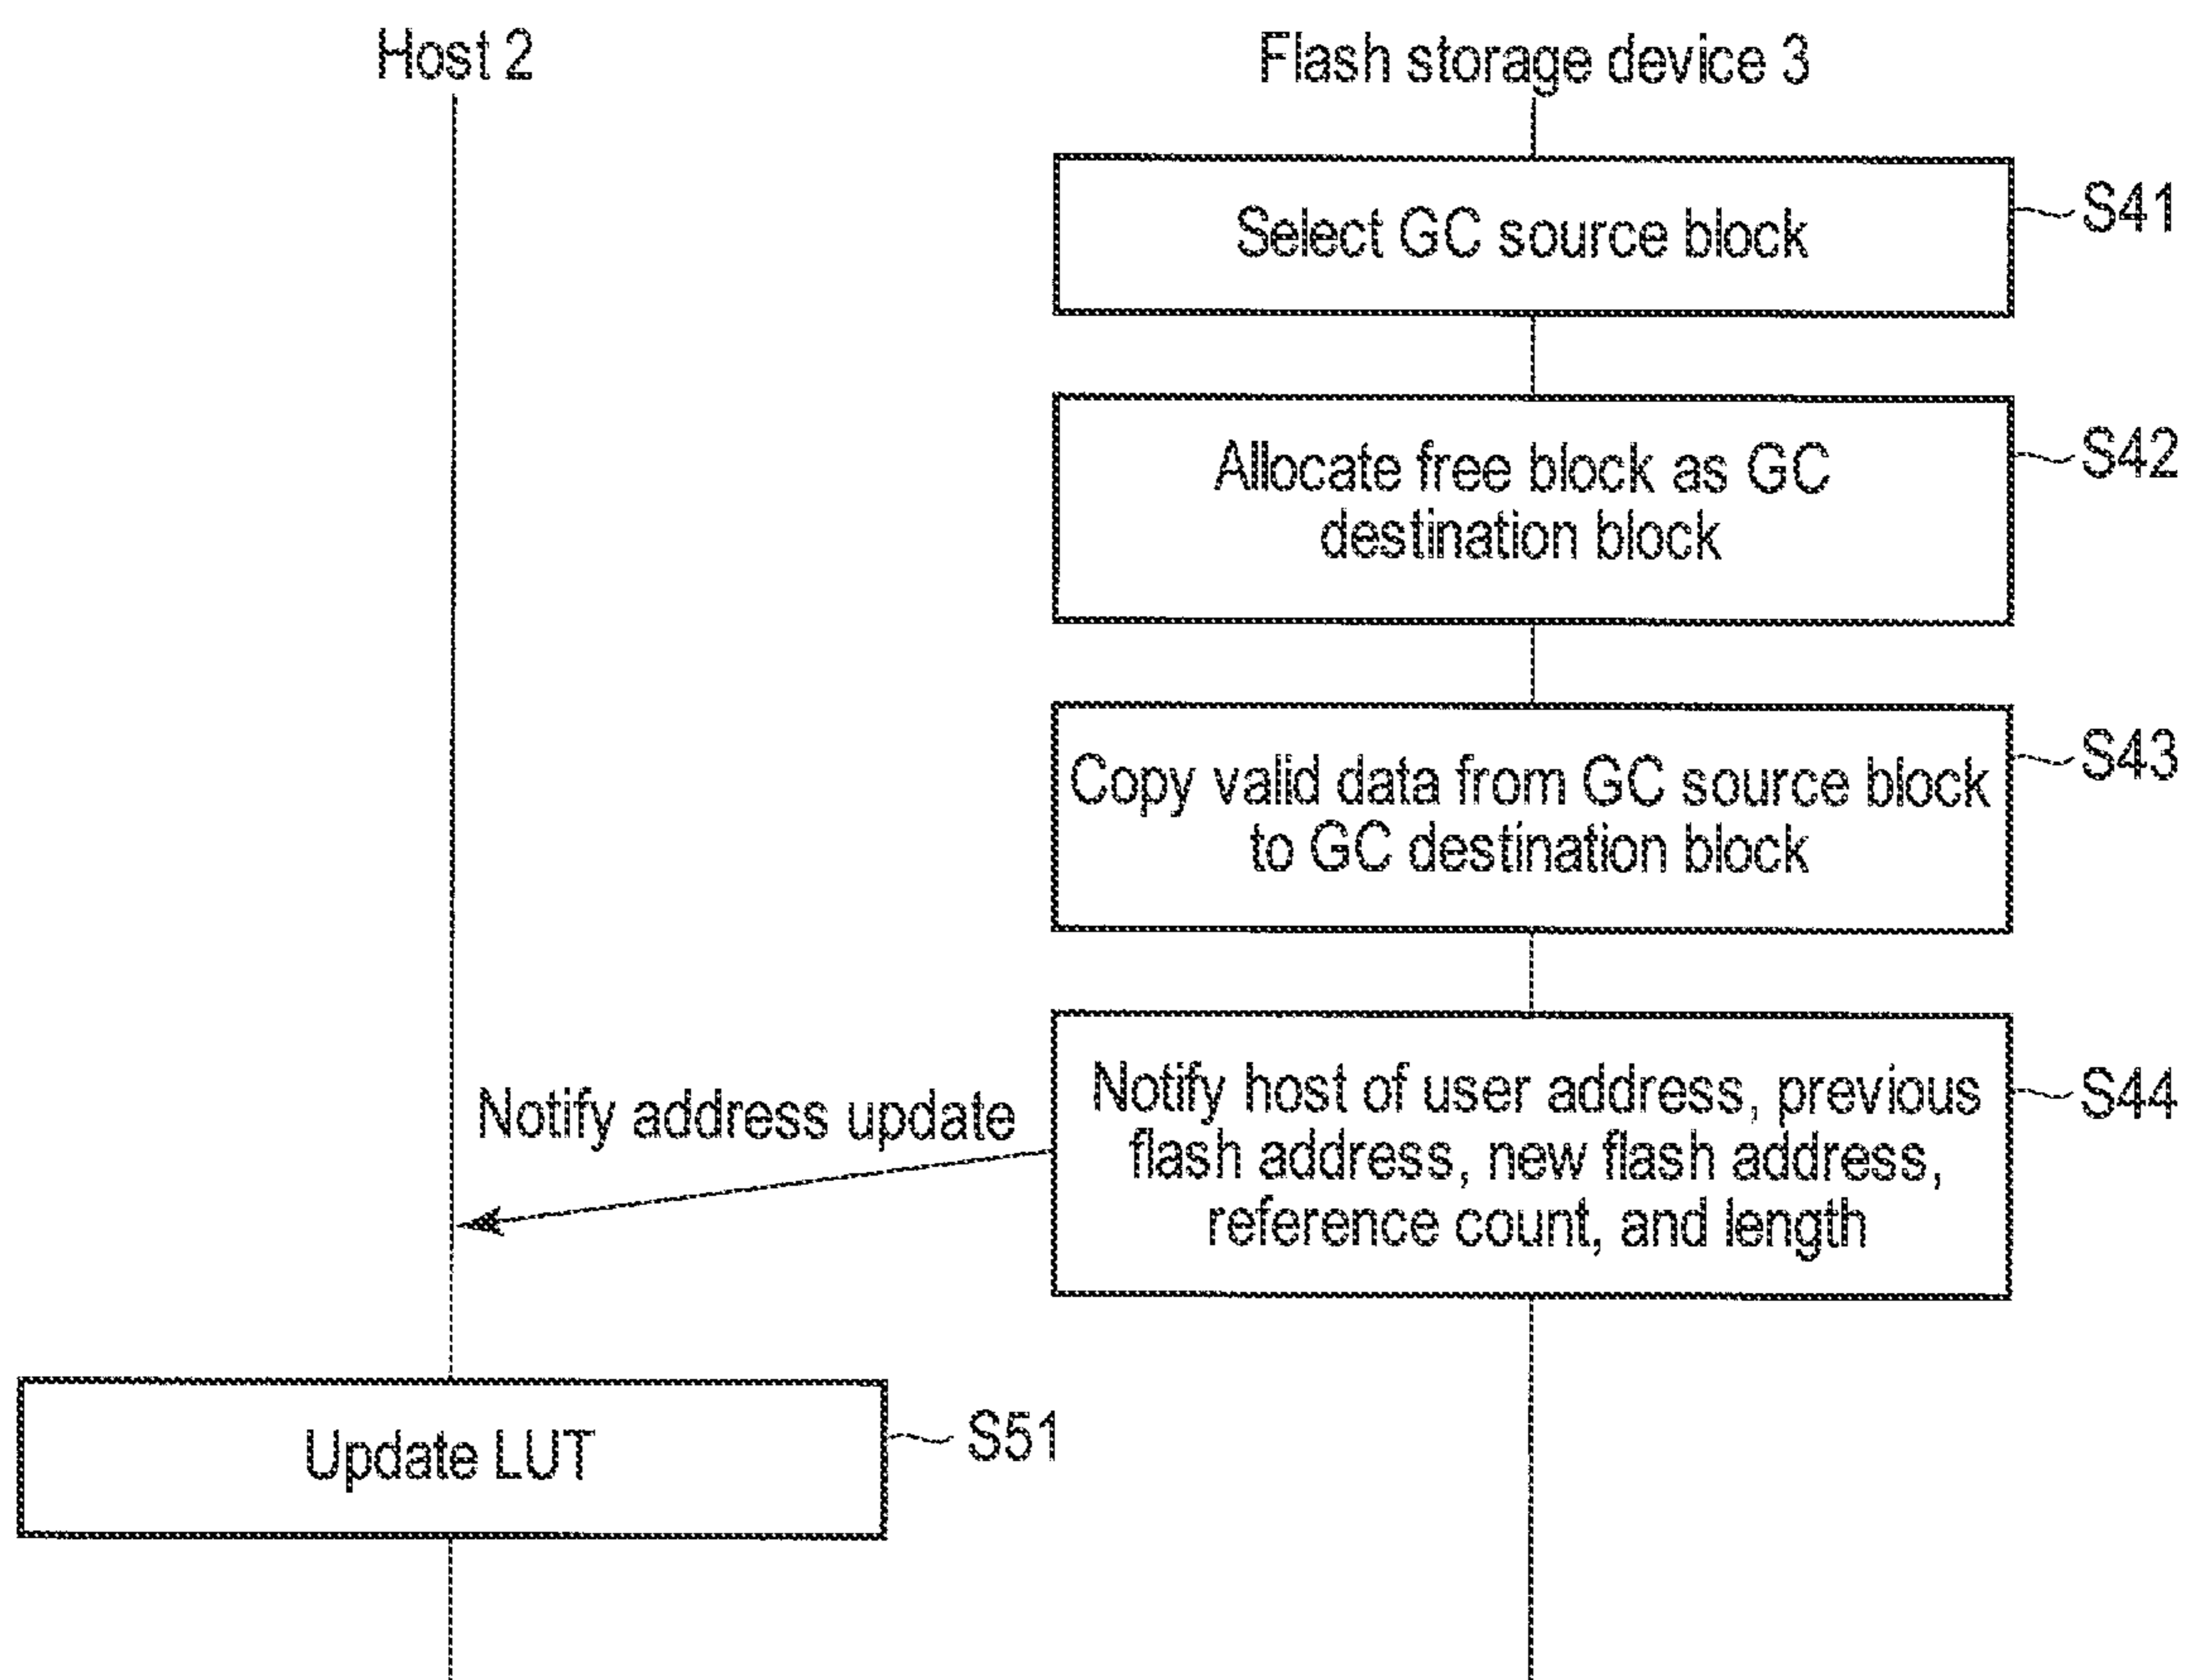 Host 2
Flash storage device 3
Select GC source block
S41
Allocate free block as GC
destination block
S42
Copy valid data from GC source block
to GC destination block
S43
Notify host of user address, previous
flash address, new flash address,
reference count, and length
S44
Notify address update
Update LUT
S51